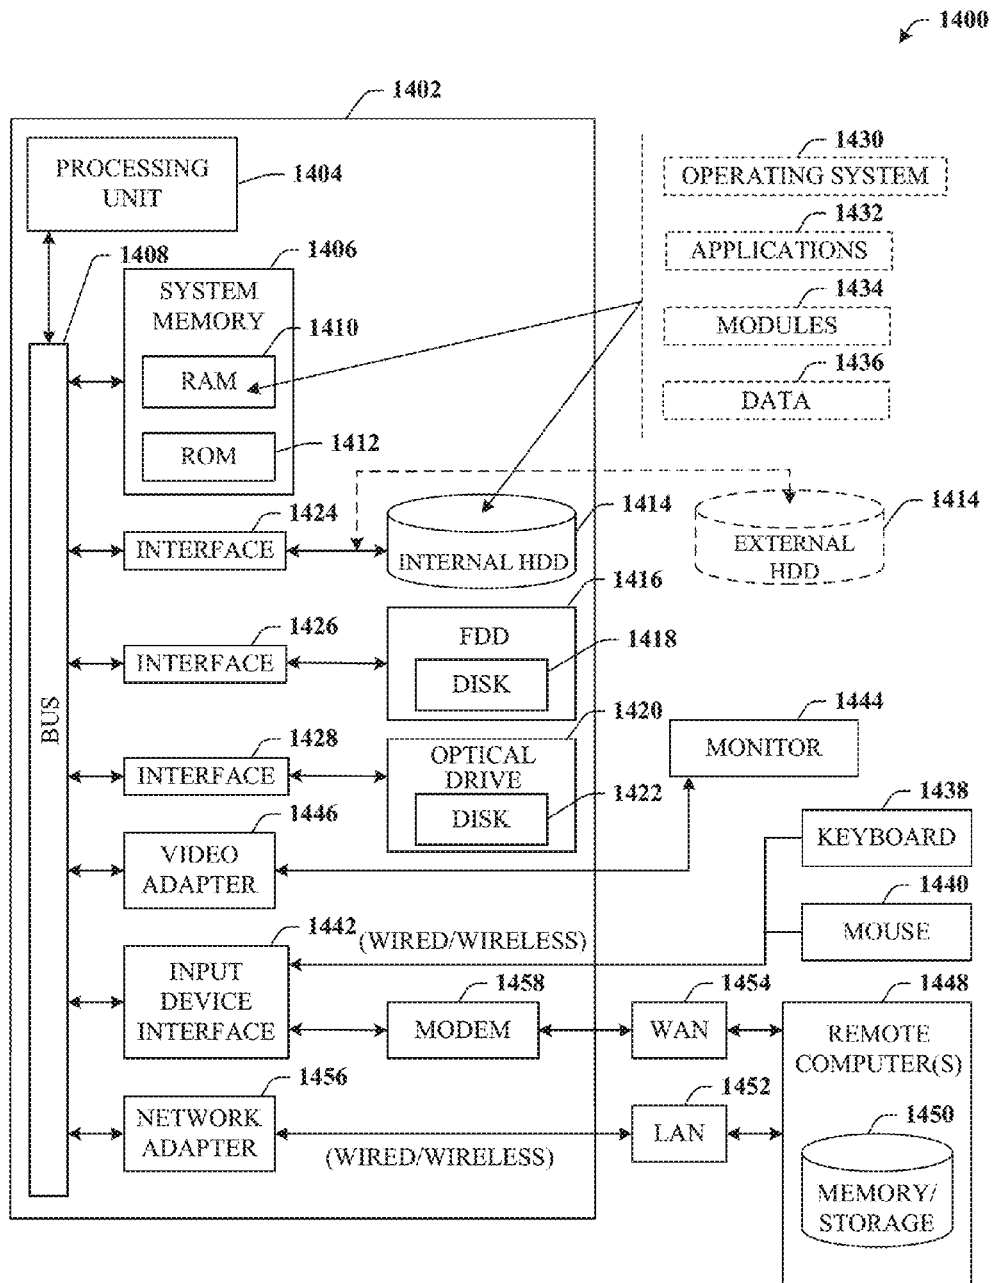 1400
1402
PROCESSING
UNIT
1404
1430
OPERATING SYSTEM
1432
APPLICATIONS
1434
MODULES
1436
DATA
1408
1406
SYSTEM
MEMORY
1410
RAM
1412
ROM
1424
INTERFACE
1414
INTERNAL HDD
1414
EXTERNAL
HDD
1416
FDD
1426
INTERFACE
1418
DISK
BUS
1420
OPTICAL
DRIVE
1428
INTERFACE
1422
DISK
1444
MONITOR
1446
VIDEO
ADAPTER
1438
KEYBOARD
1440
MOUSE
1442
(WIRED/WIRELESS)
INPUT
DEVICE
INTERFACE
1458
MODEM
1454
WAN
1448
REMOTE
COMPUTER(S)
1456
NETWORK
ADAPTER
(WIRED/WIRELESS)
1452
LAN
1450
MEMORY/
STORAGE